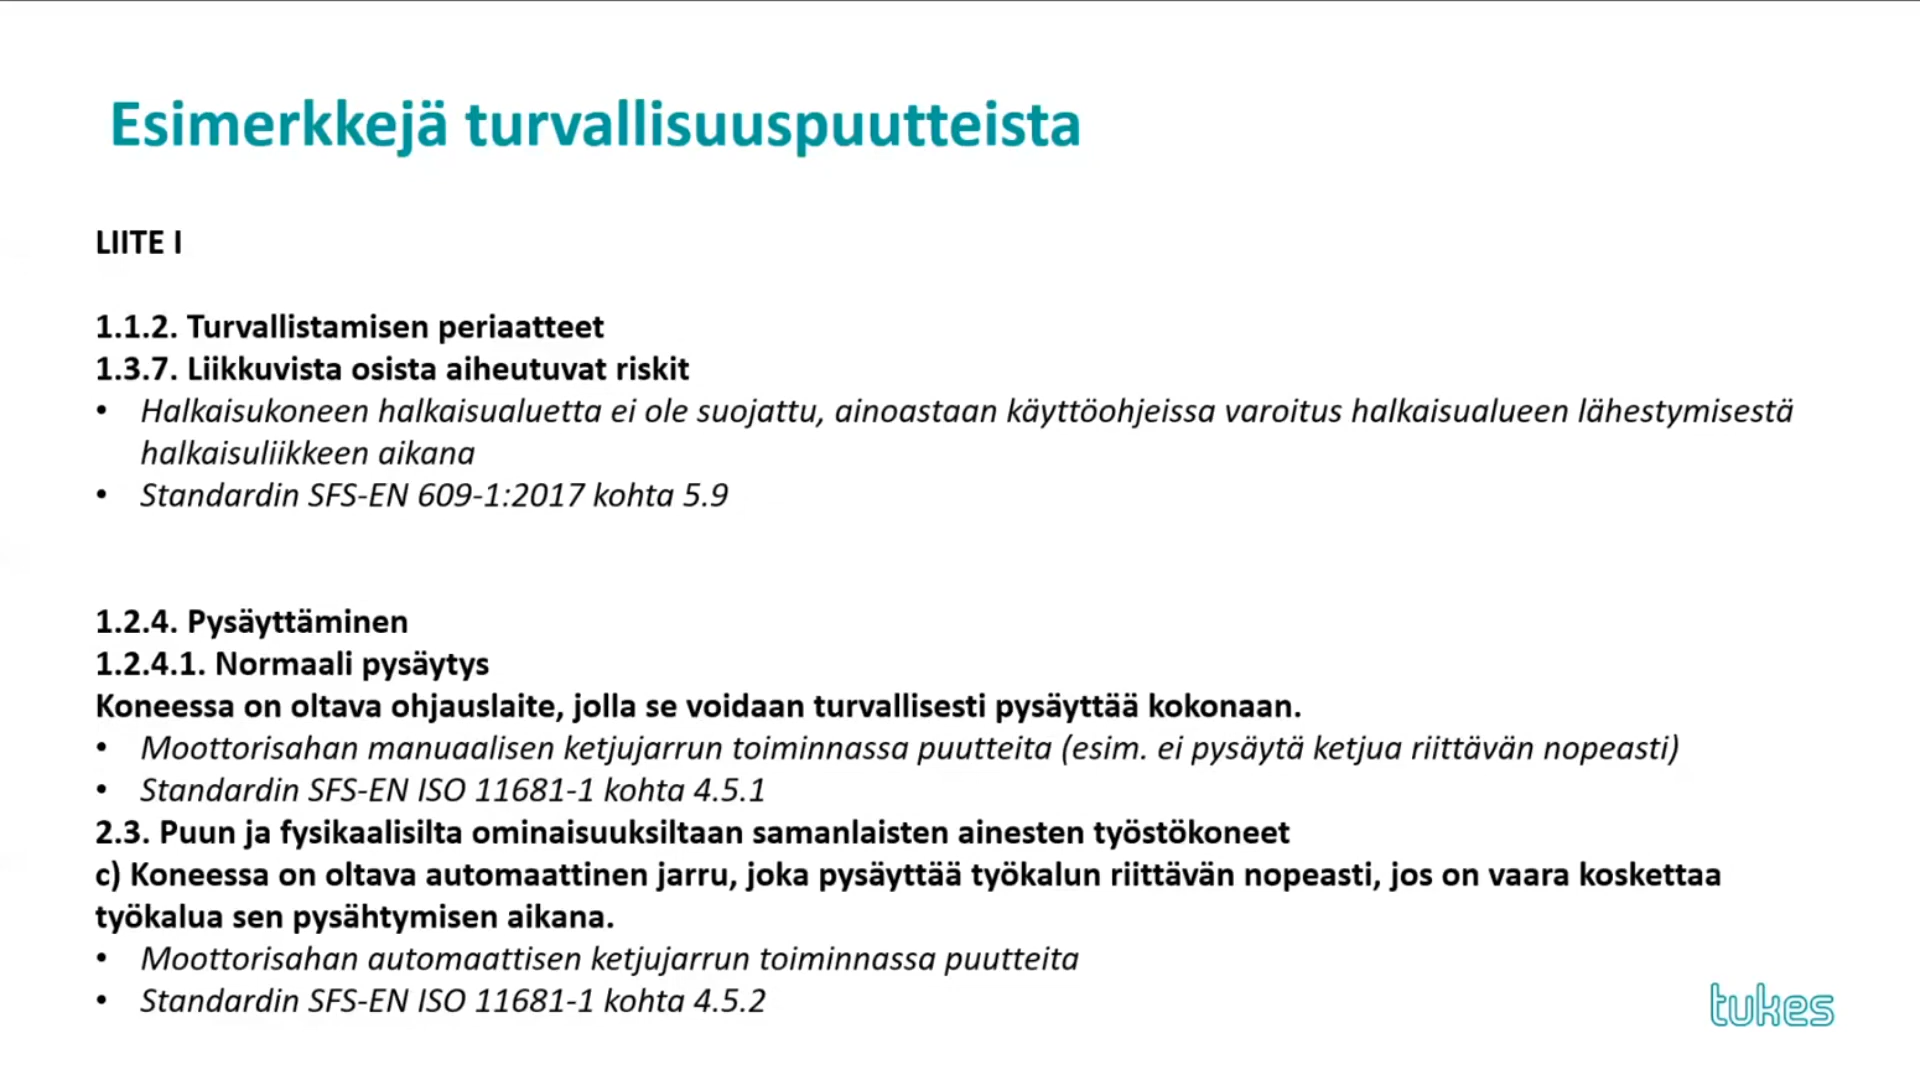 Esimerkkejä turvallisuuspuutteista
LIITE I
1.1.2. Turvallistamisen periaatteet
1.3.7. Liikkuvista osista aiheutuvat riskit
• Halkaisukoneen halkaisualuetta ei ole suojattu, ainoastaan käyttöohjeissa varoitus halkaisualueen lähestymisestä
halkaisuliikkeen aikana
• Standardin SFS-EN 609-1:2017 kohta 5.9
1.2.4. Pysäyttäminen
1.2.4.1. Normaali pysäytys
Koneessa on oltava ohjauslaite, jolla se voidaan turvallisesti pysäyttää kokonaan.
• Moottorisahan manuaalisen ketjujarrun toiminnassa puutteita (esim. ei pysäytä ketjua riittävän nopeasti)
• Standardin SFS-EN ISO 11681-1 kohta 4.5.1
2.3. Puun ja fysikaalisilta ominaisuuksiltaan samanlaisten ainesten työstökoneet
c) Koneessa on oltava automaattinen jarru, joka pysäyttää työkalun riittävän nopeasti, jos on vaara koskettaa
työkalua sen pysähtymisen aikana.
• Moottorisahan automaattisen ketjujarrun toiminnassa puutteita
• Standardin SFS-EN ISO 11681-1 kohta 4.5.2
tukes